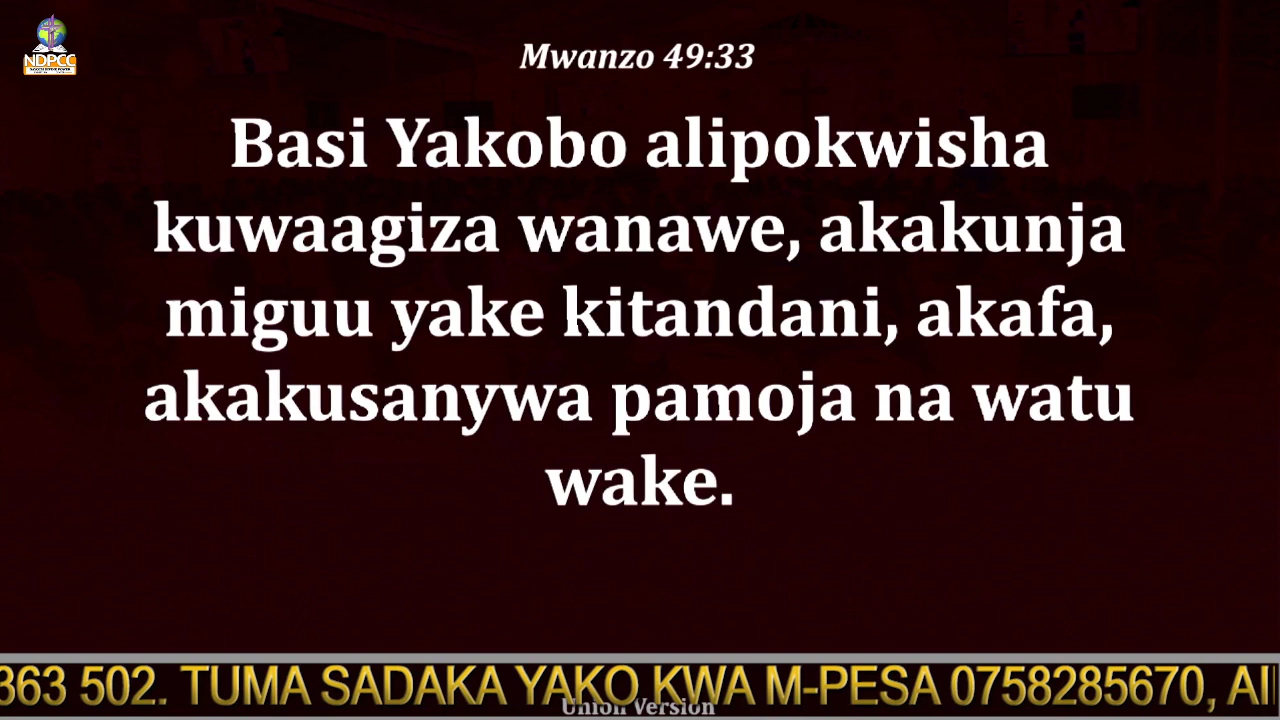 NDPCC
Mwanzo 49:33
Basi Yakobo alipokwisha
kuwaagiza wanawe, akakunja
miguu yake kitandani, akafa,
akakusanywa pamoja na watu
wake.
363 502. TUMA SADAKA YAKO KWA M-PESA 0758285670, AI
Union Version